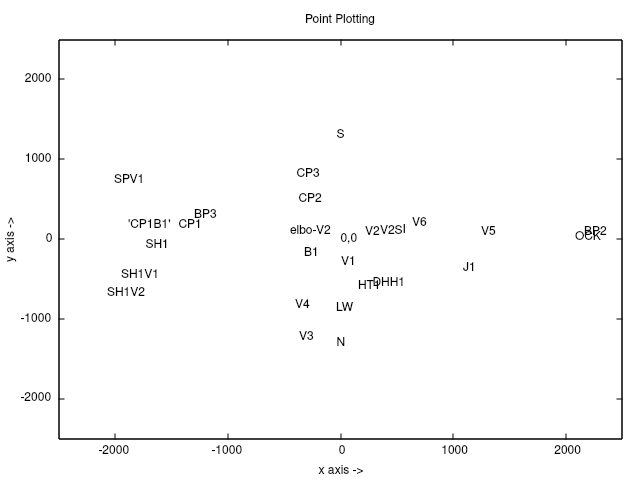 Point Plotting
2000
S
1000
CP3
SPV1
CP2
BP3
'CP1B1' CP1
V6
elbo-V2
V2 V2SI
V5
BP2
OCK
0
0,0
SH1
B1
V1
J1
SH1V1
HT1
DHH1
SH1V2
V4
LW
-1000
V3
N
-2000
-2000 -1000 0 1000 2000
x axis ->
y axis ->